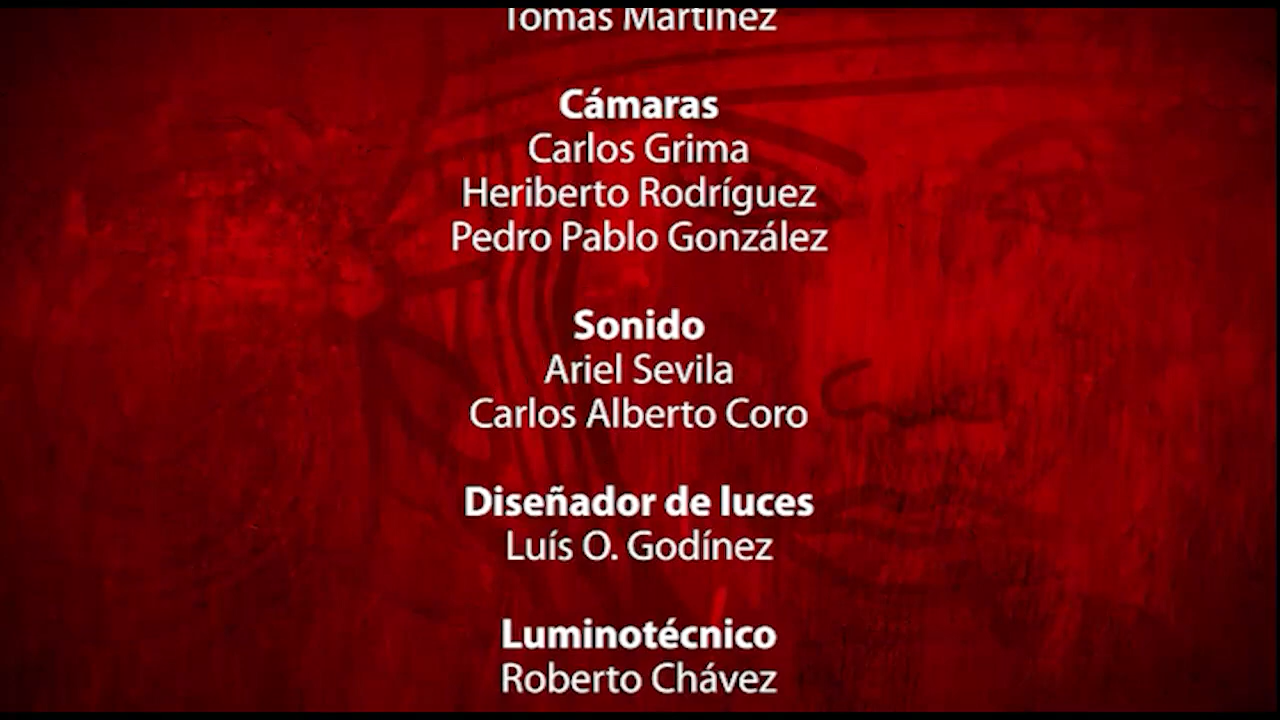 Tomás Martínez
Cámaras
Carlos Grima
Heriberto Rodríguez
Pedro Pablo González
Sonido
Ariel Sevila
Carlos Alberto Coro
Diseñador de luces
Luís O. Godínez
Luminotécnico
Roberto Chávez